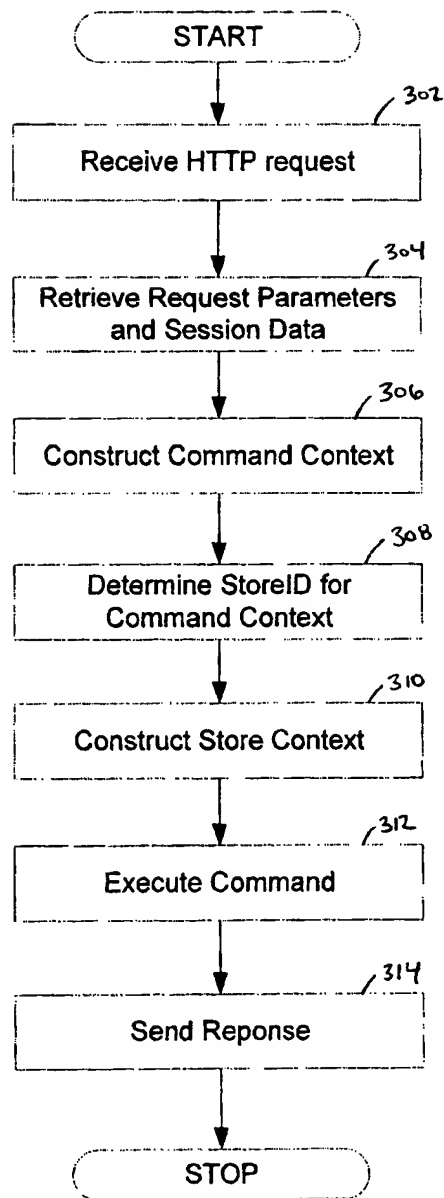 START
302
Receive HTTP request
304
Retrieve Request Parameters
and Session Data
306
Construct Command Context
308
Determine StoreID for
Command Context
310
Construct Store Context
312
Execute Command
314
Send Reponse
STOP